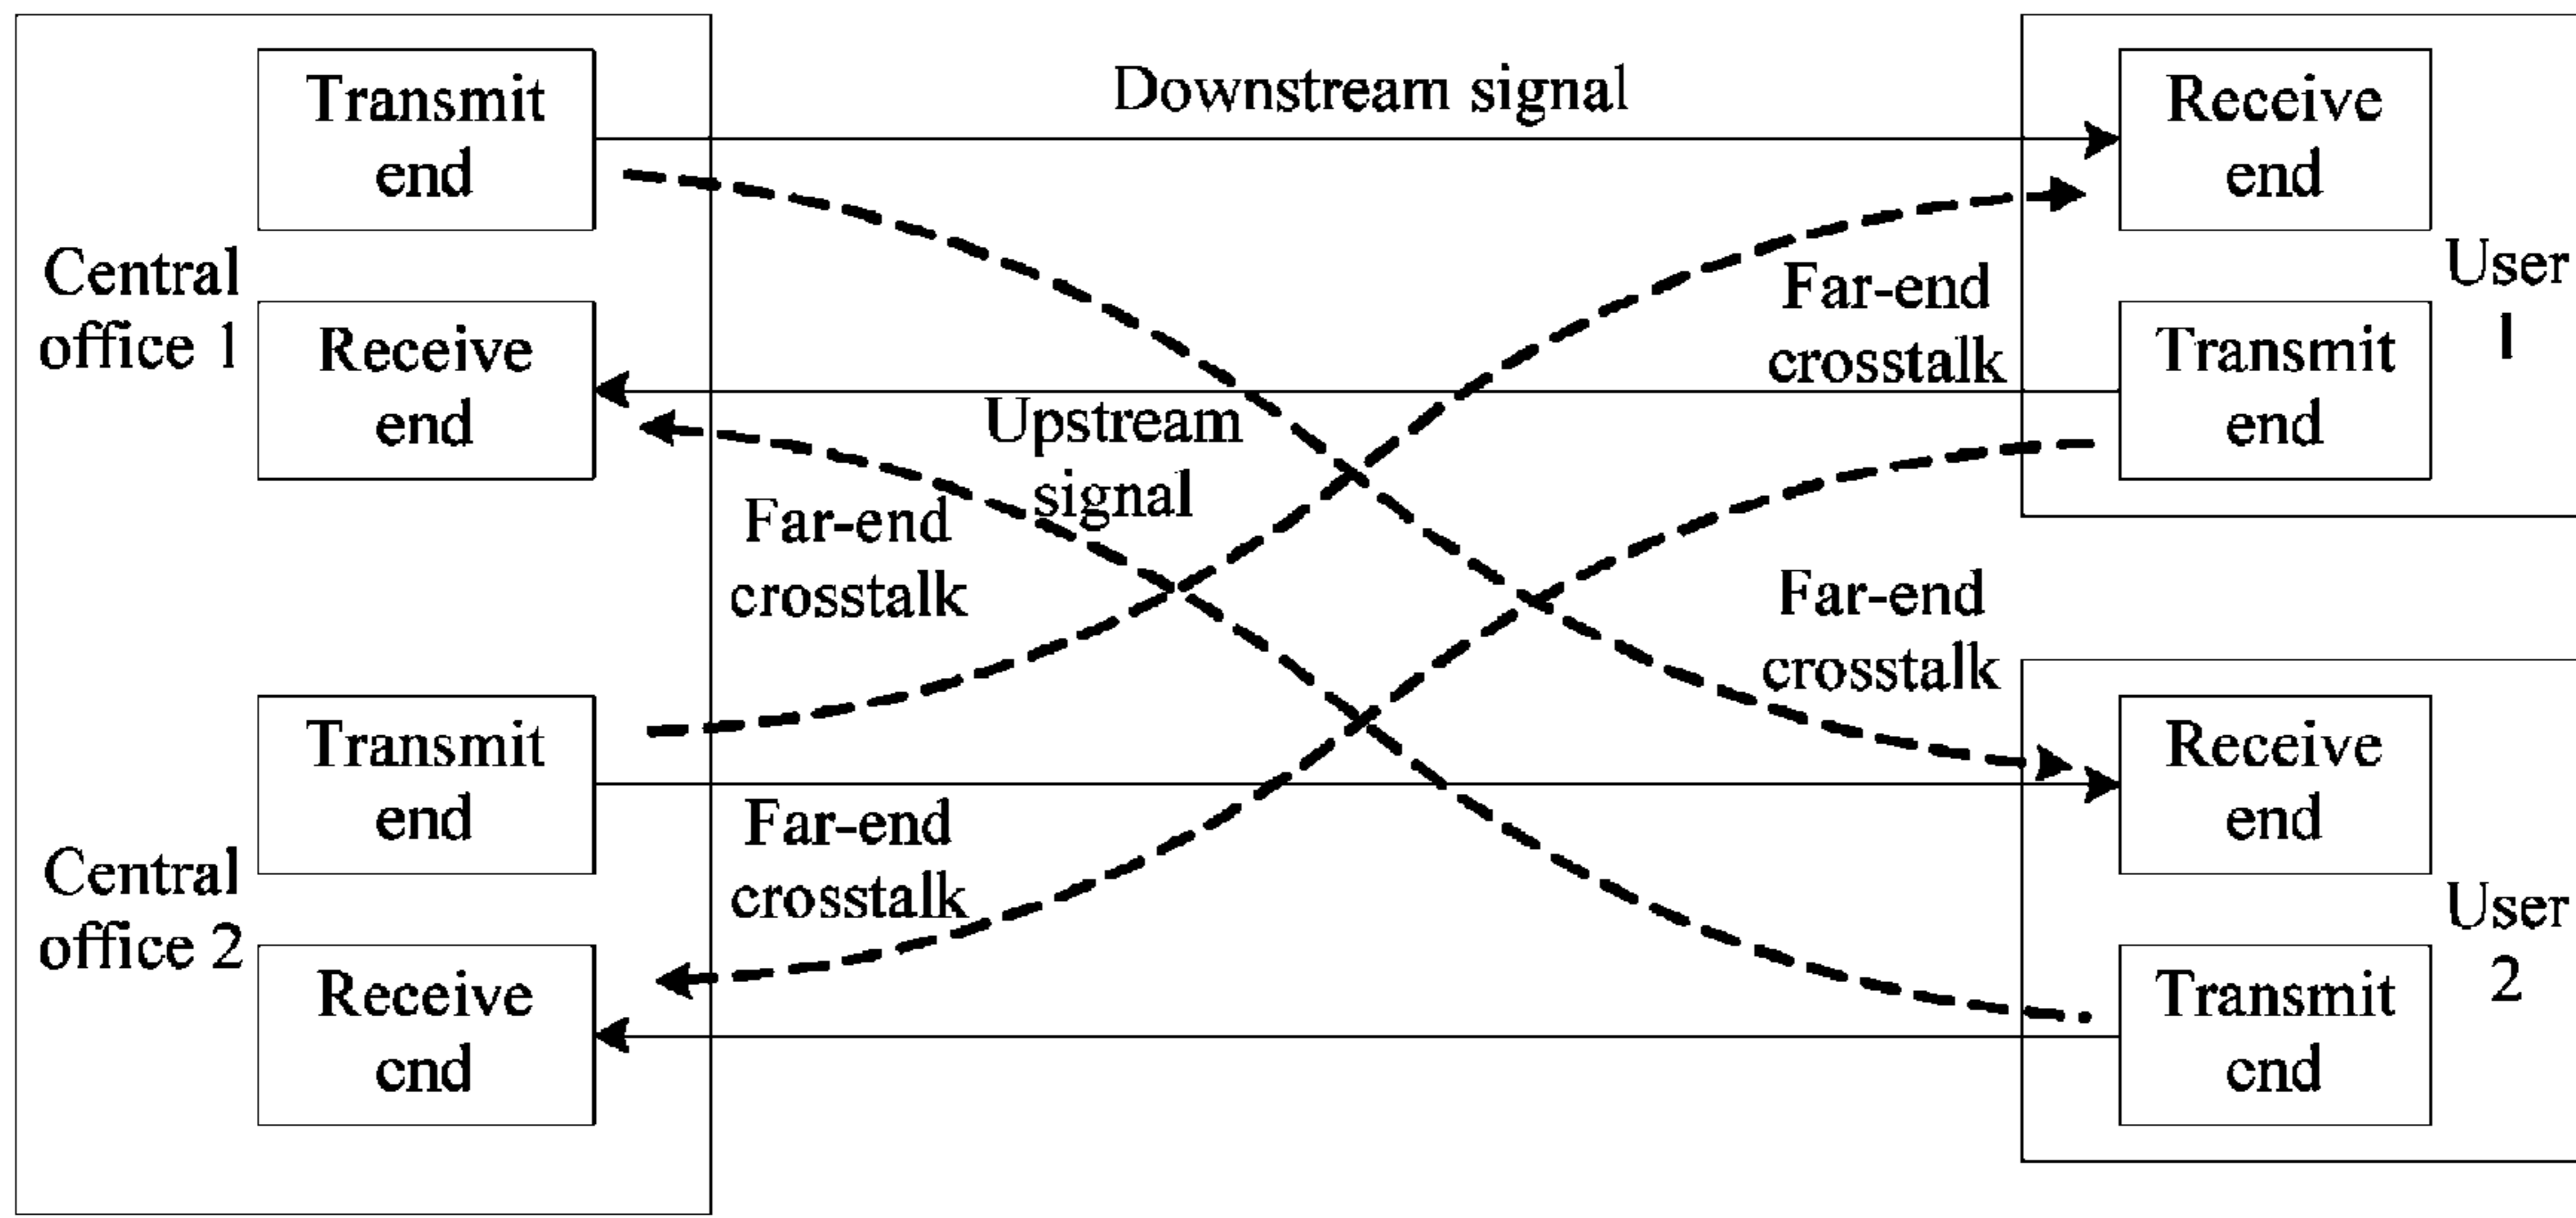 Transmit
end
Central
office 1
Receive
end
Transmit
end
Central
office 2
Receive
cnd
Downstream signal
Upstream
signal
Far-end
crosstalk
Far-end
crosstalk
Far-end
crosstalk
Far-end
crosstalk
Receive
end
User
1
Transmit
end
Receive
end
User
2
Transmit
cnd